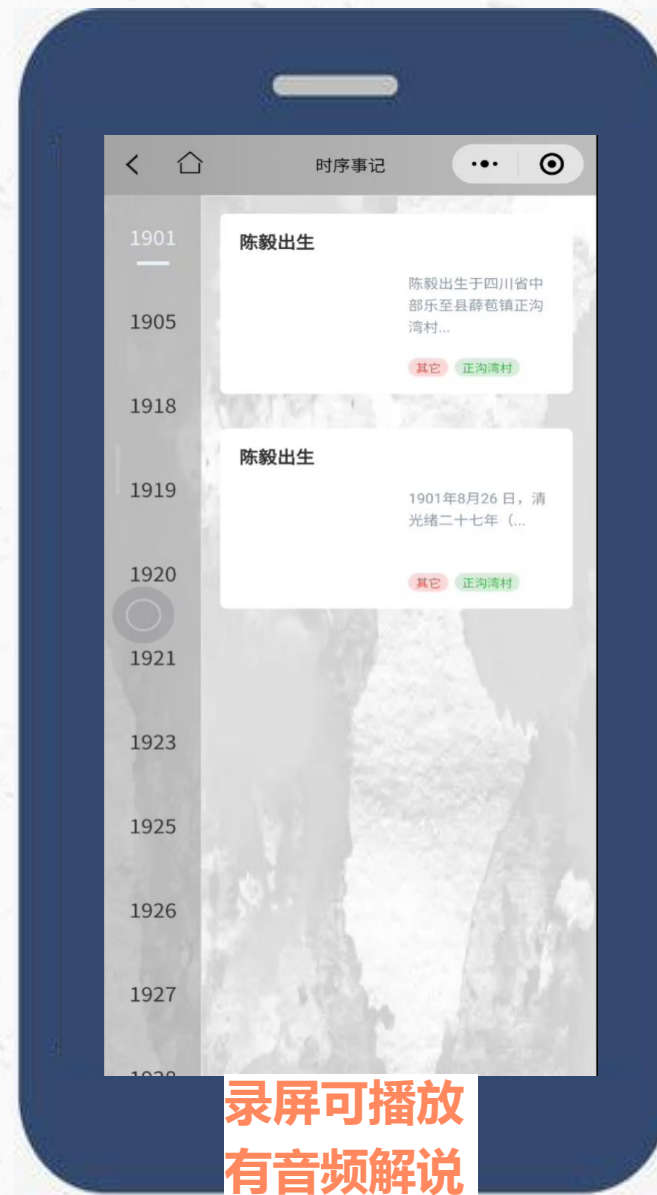 时序事记
1901
1905
1918
1919
1920
1921
1923
1925
1926
1927
陈毅出生
陈毅出生于四川省中
部乐至县薛苞镇正沟
湾村...
其它 正沟湾村
陈毅出生
1901年8月26 日，清
光绪二十七年（...
其它 正沟湾村
录屏可播放
有音频解说